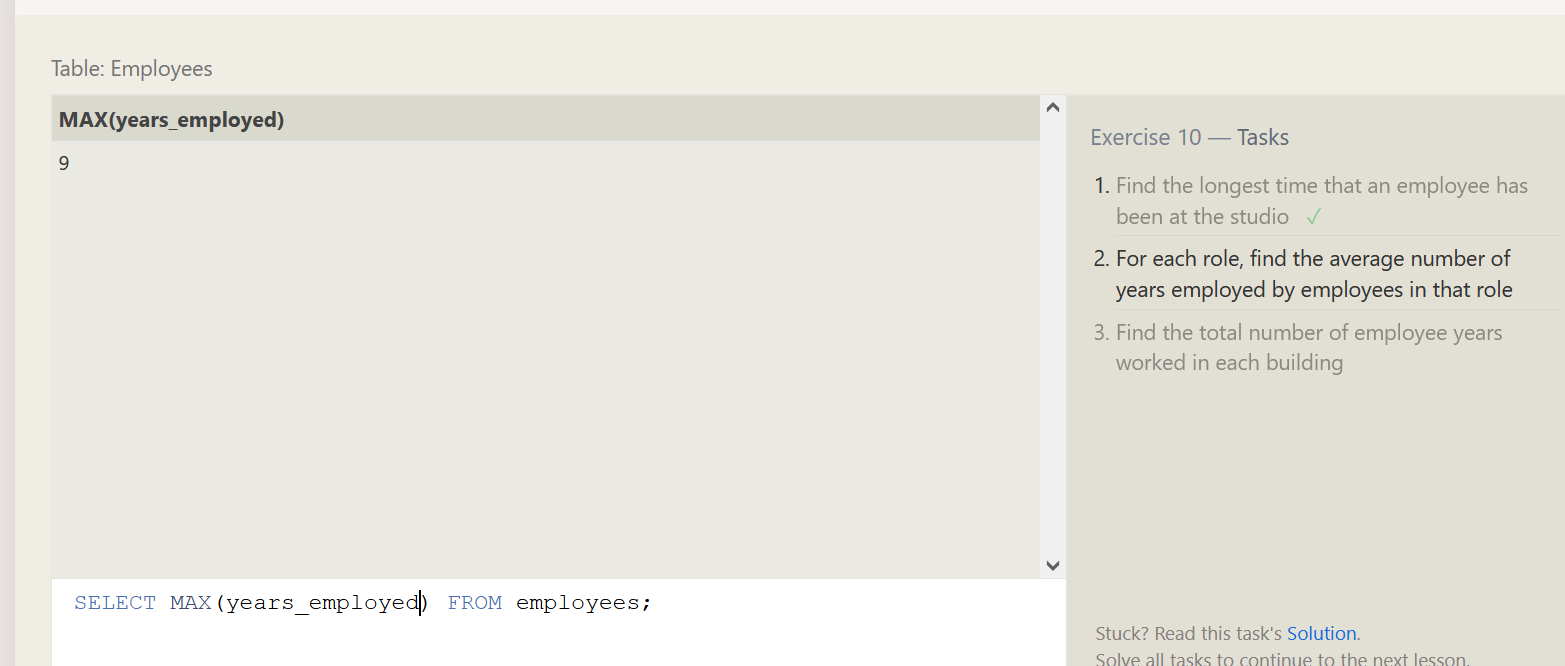 Table: Employees
MAX(years_employed)
9
SELECT MAX(years_employed) FROM employees;
Exercise 10 — Tasks
1. Find the longest time that an employee has
been at the studio ✓
2. For each role, find the average number of
years employed by employees in that role
3. Find the total number of employee years
worked in each building
Stuck? Read this task's Solution.
Solve all tasks to continue to the next lesson.